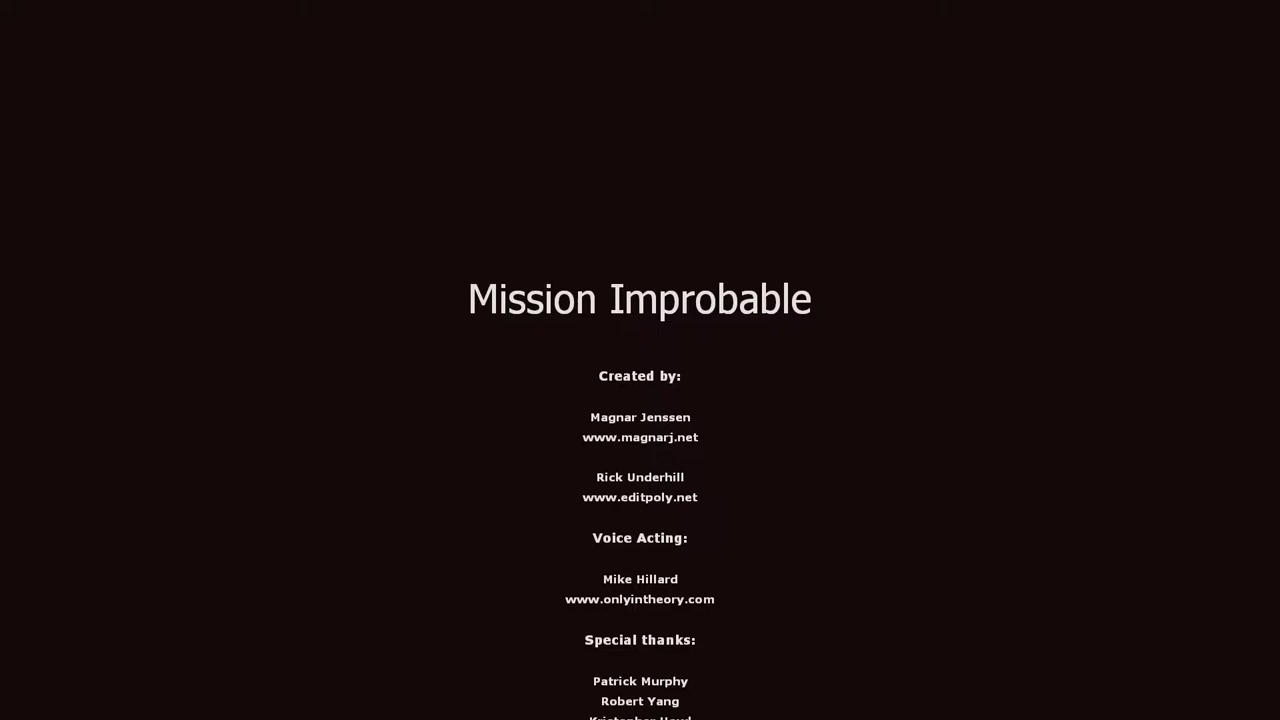 Mission Improbable
Created by:
Magnar Jenssen
www.magnarj.net
Rick Underhill
www.editpoly.net
Voice Acting:
Mike Hillard
www.onlyintheory.com
Special thanks:
Patrick Murphy
Robert Yang